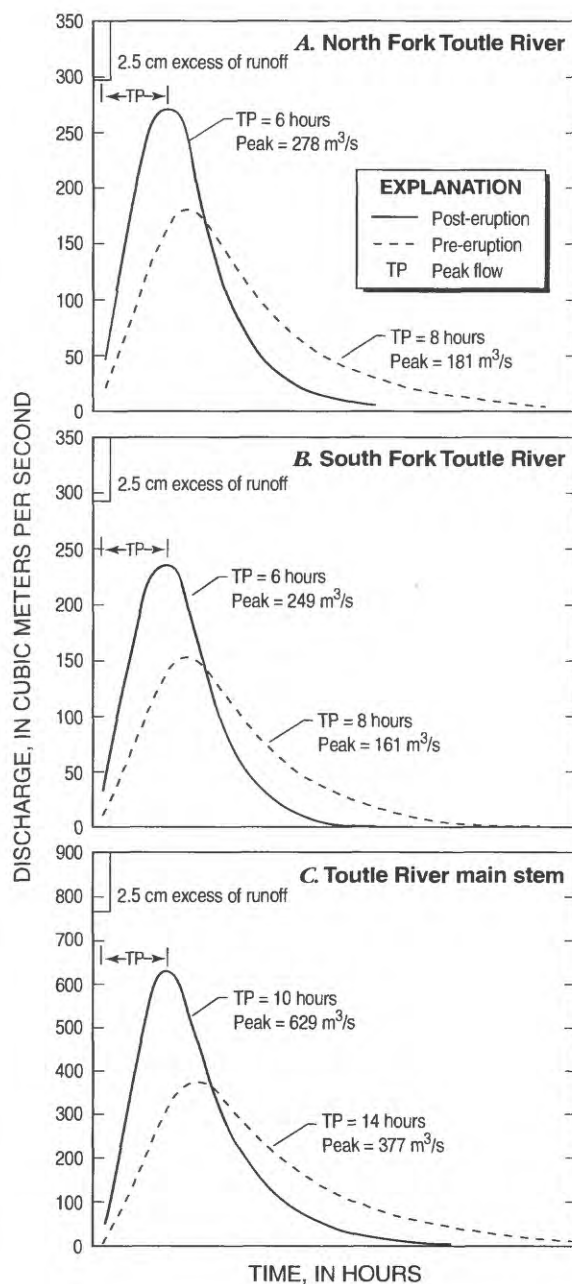 DISCHARGE, IN CUBIC METERS PER SECOND
350
300
250
200
150
100
50
0
A. North Fork Toutle River
2.5 cm excess of runoff
TP
TP = 6 hours
Peak = 278 m³/s
EXPLANATION
Post-eruption
Pre-eruption
TP Peak flow
TP = 8 hours
Peak = 181 m³/s
350
300
250
200
150
100
50
0
B. South Fork Toutle River
2.5 cm excess of runoff
TP
TP = 6 hours
Peak = 249 m³/s
TP = 8 hours
Peak = 161 m³/s
900
800
700
600
500
400
300
200
100
0
C. Toutle River main stem
2.5 cm excess of runoff
TP
TP = 10 hours
Peak = 629 m³/s
TP = 14 hours
Peak = 377 m³/s
TIME, IN HOURS